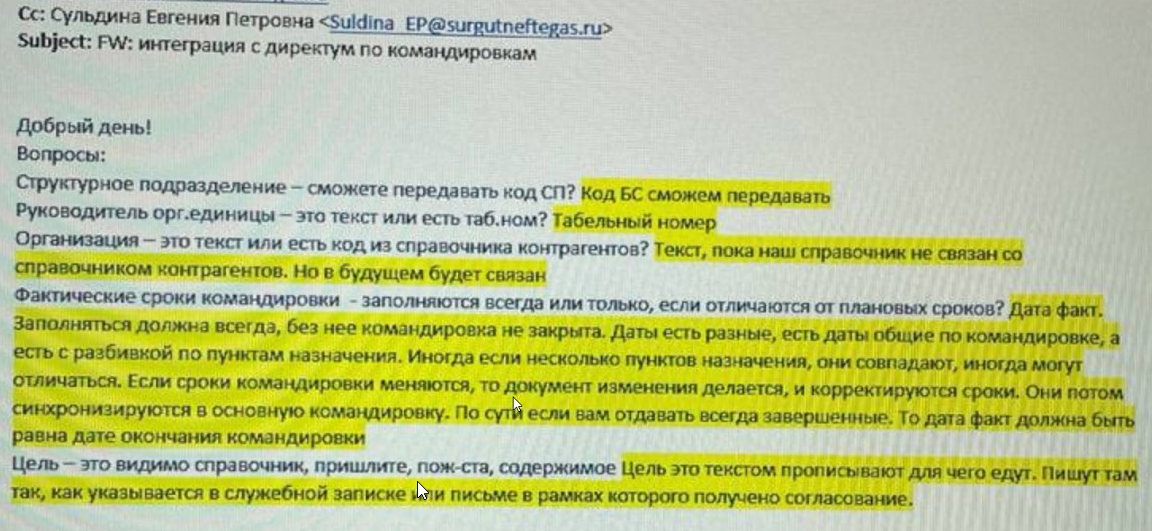 Cc: Сульдина Евгения Петровна <Suldina_EP@surgutneftegas.ru>
Subject: FW: интеграция с директум по командировкам
Добрый день!
Вопросы:
Структурное подразделение – сможете передавать код СП? Код БС сможем передавать
Руководитель орг.единицы – это текст или есть таб.ном? Табельный номер
Организация – это текст или есть код из справочника контрагентов? Текст, пока наш справочник не связан со
справочником контрагентов. Но в будущем будет связан
Фактические сроки командировки - заполняются всегда или только, если отличаются от плановых сроков? Дата факт.
Заполняться должна всегда, без нее командировка не закрыта. Даты есть разные, есть даты общие по командировке, а
есть с разбивкой по пунктам назначения. Иногда если несколько пунктов назначения, они совпадают, иногда могут
отличаться. Если сроки командировки меняются, то документ изменения делается, и корректируются сроки. Они потом
синхронизируются в основную командировку. По сути если вам отдавать всегда завершенные. То дата факт должна быть
равна дате окончания командировки
Цель – это видимо справочник, пришлите, пож-ста, содержимое Цель это текстом прописывают для чего едут. Пишут там
так, как указывается в служебной записке или письме в рамках которого получено согласование.